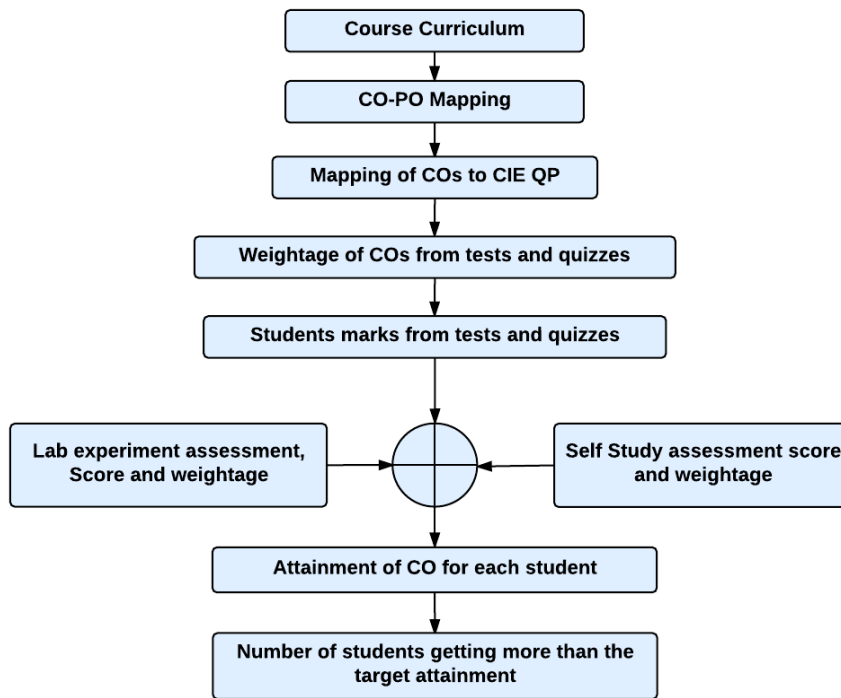 Course Curriculum
CO-PO Mapping
Mapping of COs to CIE QP
Weightage of COs from tests and quizzes
Students marks from tests and quizzes
Lab experiment assessment,
Score and weightage
Self Study assessment score
and weightage
Attainment of CO for each student
Number of students getting more than the
target attainment